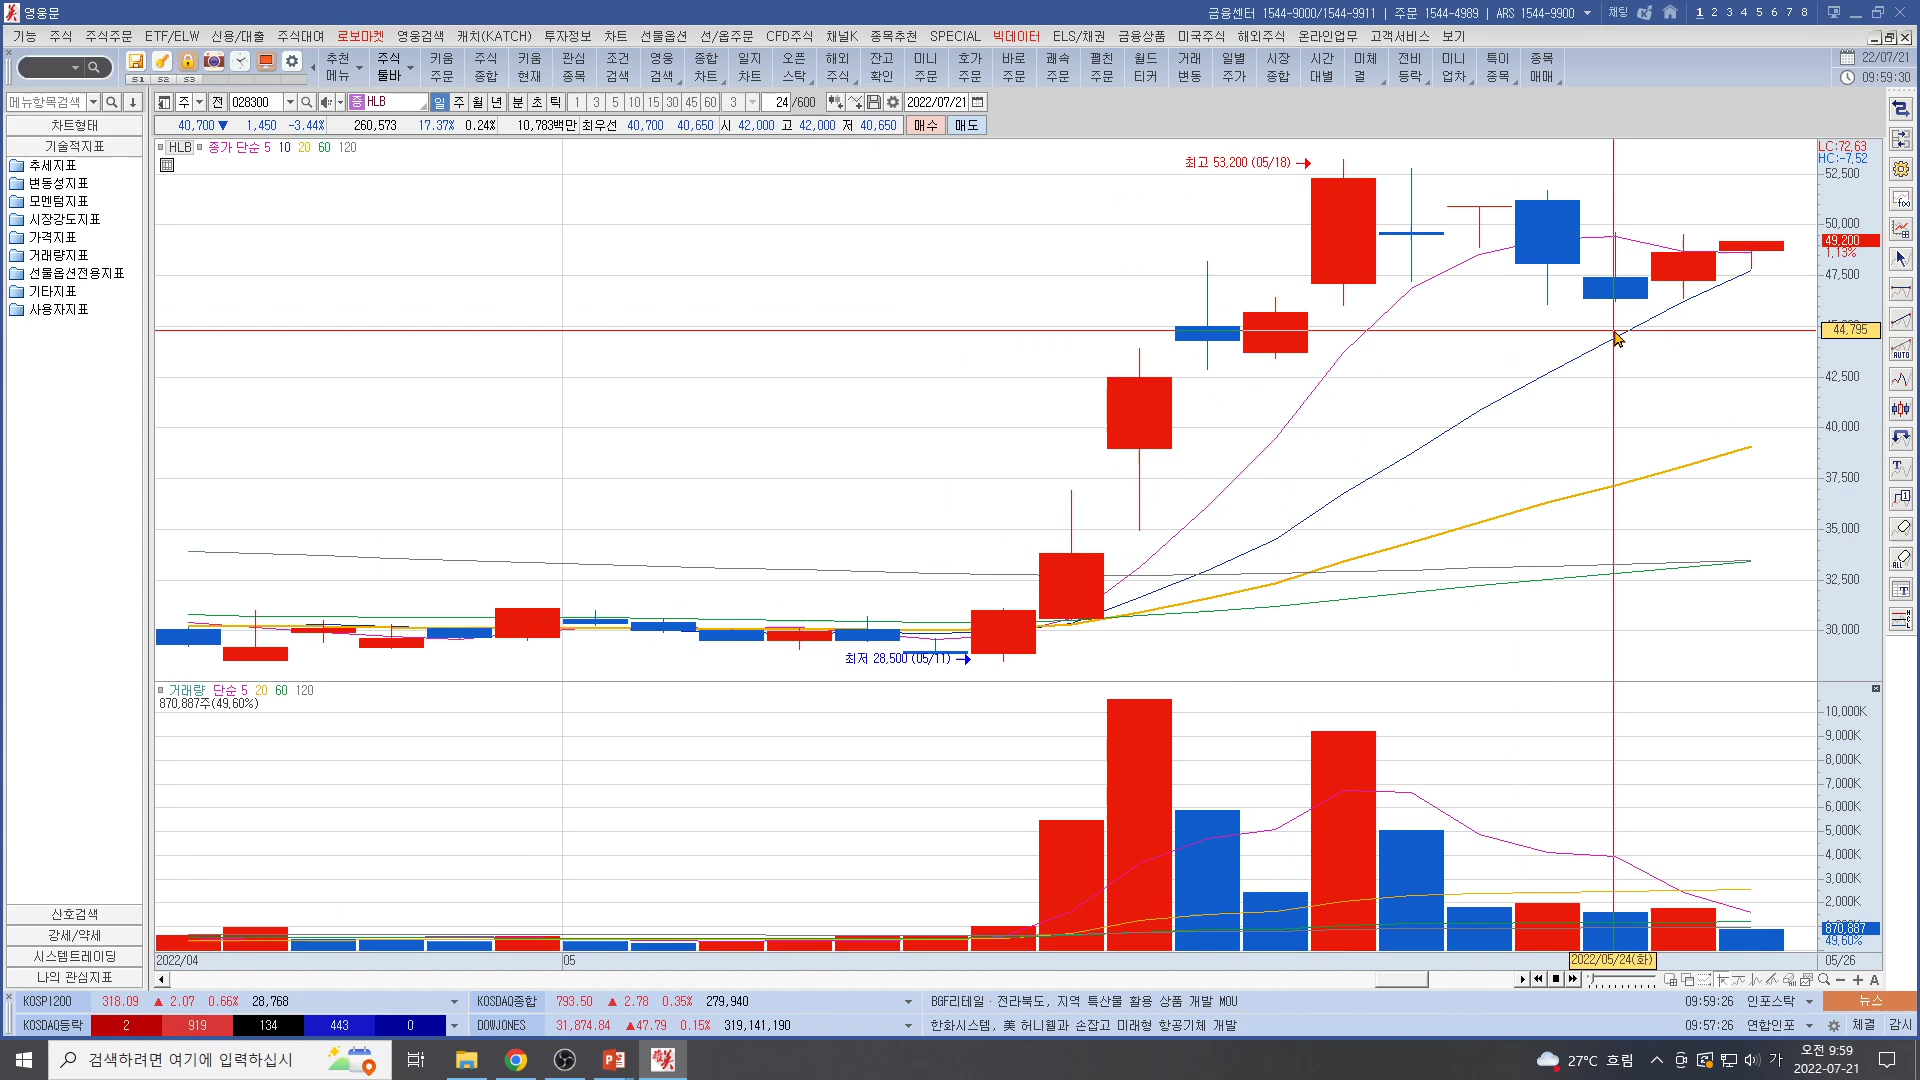 영웅문
금융센터 1544-9000/1544-9911 | 주문 1544-4989 | ARS 1544-9900 채팅 1 2 3 4 5 6 7 8
기능 주식 주식주문 ETF/ELW 신용/대출 주식대여 로보마켓 영웅검색 캐치(KATCH) 투자정보 차트 선물옵션 선/옵주문 CFD주식 채널K 종목추천 SPECIAL 빅데이터 ELS/채권 금융상품 미국주식 해외주식 온라인업무 고객서비스 보기
추천 주식 키움 주식 키움 관심 조건 영웅 종합 일지 오픈 해외 잔고 미니 호가 바로 쾌속 펼친 월드 거래 일별 시장 시간 미체 전비 미니 특이 종목
22/07/21
메뉴 툴바 주문 종합 현재 종목 검색 검색 차트 차트 스탁 주식 확인 주문 주문 주문 주문 주문 티커 변동 주가 종합 대별 결 등락 업차 종목 매매
S1 S2 S3
09:59:30
메뉴항목검색
주 전 028300 증 HLB 일 주 월 년 분 초 틱 1 3 5 10 15 30 45 60 3 24 /600 2022/07/21
40,700 ▼ 1,450 -3.44% 260,573 17.37% 0.24% 10,783백만 최우선 40,700 40,650 시 42,000 고 42,000 저 40,650 매수 매도
차트형태
기술적지표
추세지표
변동성지표
모멘텀지표
시장강도지표
가격지표
거래량지표
선물옵션전용지표
기타지표
사용자지표
신호검색
강세/약세
시스템트레이딩
나의 관심지표
HLB 종가 단순 5 10 20 60 120
최고 53,200 (05/18)
최저 28,500 (05/11)
LC:72,63
HC:-7,52
52,500
50,000
49,200
1,13%
47,500
44,795
42,500
40,000
37,500
35,000
32,500
30,000
거래량 단순 5 20 60 120
870,887주(49,60%)
10,000K
9,000K
8,000K
7,000K
6,000K
5,000K
4,000K
3,000K
2,000K
870,887
49,60%
2022/04 05 2022/05/24(화) 05/26
A
KOSPI200 318.09 ▲ 2.07 0.66% 28,768 KOSDAQ종합 793.50 ▲ 2.78 0.35% 279,940 BGF리테일·전라북도, 지역 특산물 활용 상품 개발 MOU 09:59:26 인포스탁 뉴스
KOSDAQ등락 2 919 134 443 0 DOWJONES 31,874.84 ▲47.79 0.15% 319,141,190 한화시스템, 美 허니웰과 손잡고 미래형 항공기체 개발 09:57:26 연합인포 체결 감시
검색하려면 여기에 입력하십시 27°C 흐림 가 오전 9:59
2022-07-21
f(x)
AUTO
T
1
ALL
T